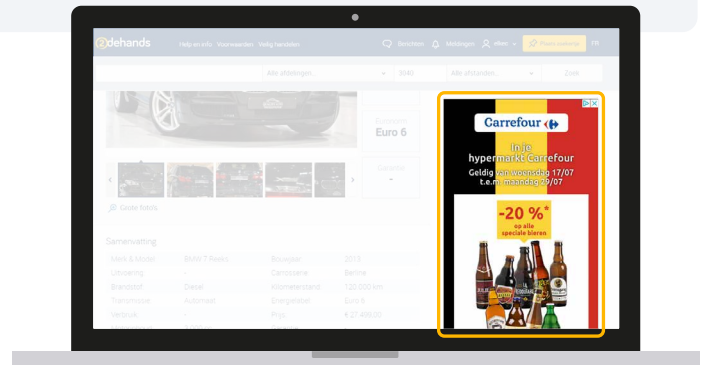 2dehands
Help en info Voorwaarden Veilig handelen
Berichten Meldingen eileen Plaats zoekertje FR
Alle afdelingen... 1040 Alle afstanden... Zoek
Euro 6
-
Grote foto's
Samenvatting
Merk & Model BMW 7-Reeks Bouwjaar 2013
Uitvoering - Carrosserie Berline
Brandstof Diesel Kilometerstand 120 000 km
Transmissie Automaat Energielabel Euro 6
Verbruik - Prijs € 27.499,00
Carrefour
In je
hypermarkt Carrefour
Geldig van woensdag 17/07
t.e.m. maandag 29/07
-20 %*
op alle
speciale bieren.